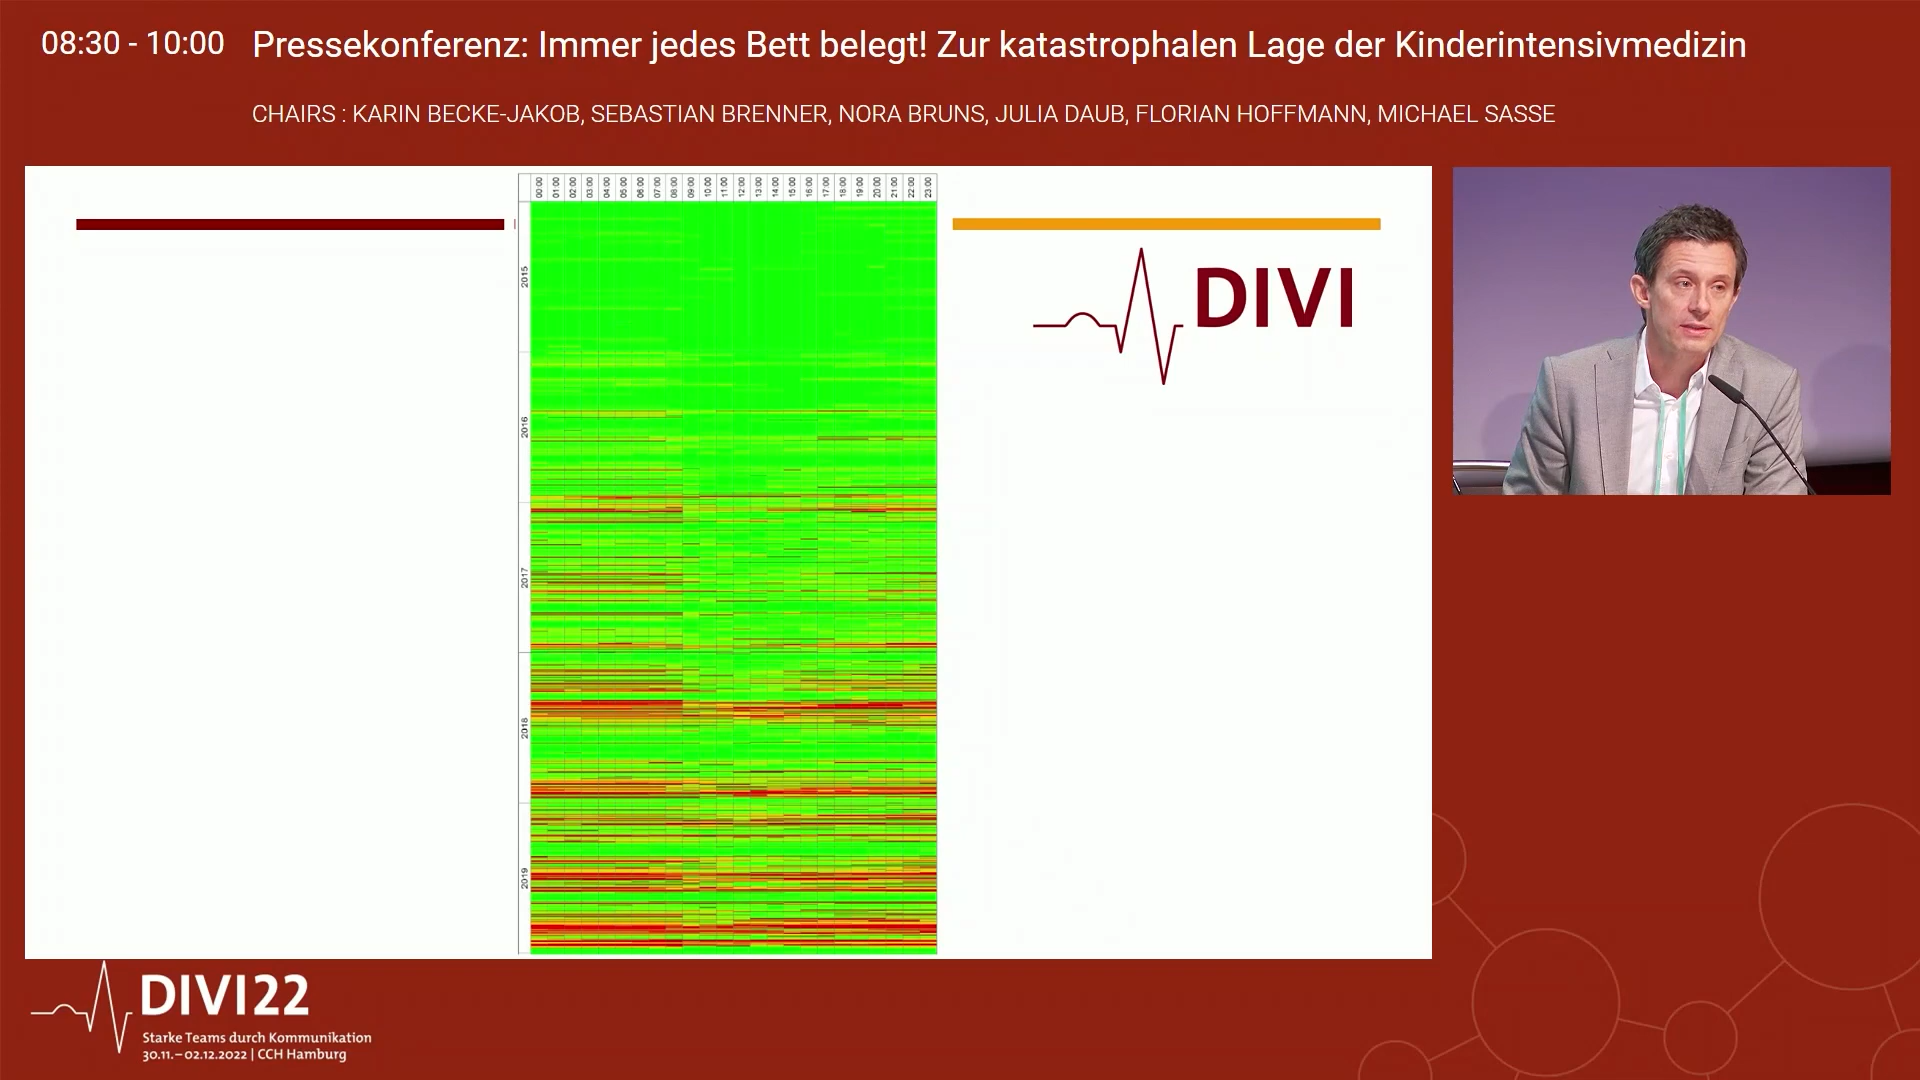 08:30 - 10:00 Pressekonferenz: Immer jedes Bett belegt! Zur katastrophalen Lage der Kinderintensivmedizin
CHAIRS : KARIN BECKE-JAKOB, SEBASTIAN BRENNER, NORA BRUNS, JULIA DAUB, FLORIAN HOFFMANN, MICHAEL SASSE
00:00 01:00 02:00 03:00 04:00 05:00 06:00 07:00 08:00 09:00 10:00 11:00 12:00 13:00 14:00 15:00 16:00 17:00 18:00 19:00 20:00 21:00 22:00 23:00
2015
2016
2017
2018
2019
DIVI
DIVI22
Starke Teams durch Kommunikation
30.11.–02.12.2022 | CCH Hamburg